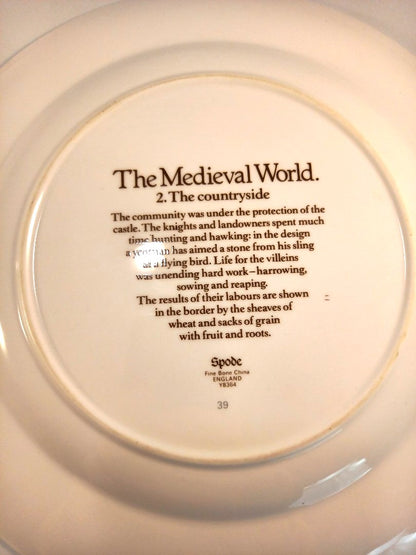 The Medieval World.
2. The countryside
The community was under the protection of the
castle. The knights and landowners spent much
time hunting and hawking: in the design
a yeoman has aimed a stone from his sling
at a flying bird. Life for the villeins
was unending hard work–harrowing,
sowing and reaping.
The results of their labours are shown
in the border by the sheaves of
wheat and sacks of grain
with fruit and roots.
Spode
Fine Bone China
ENGLAND
Y8364
39